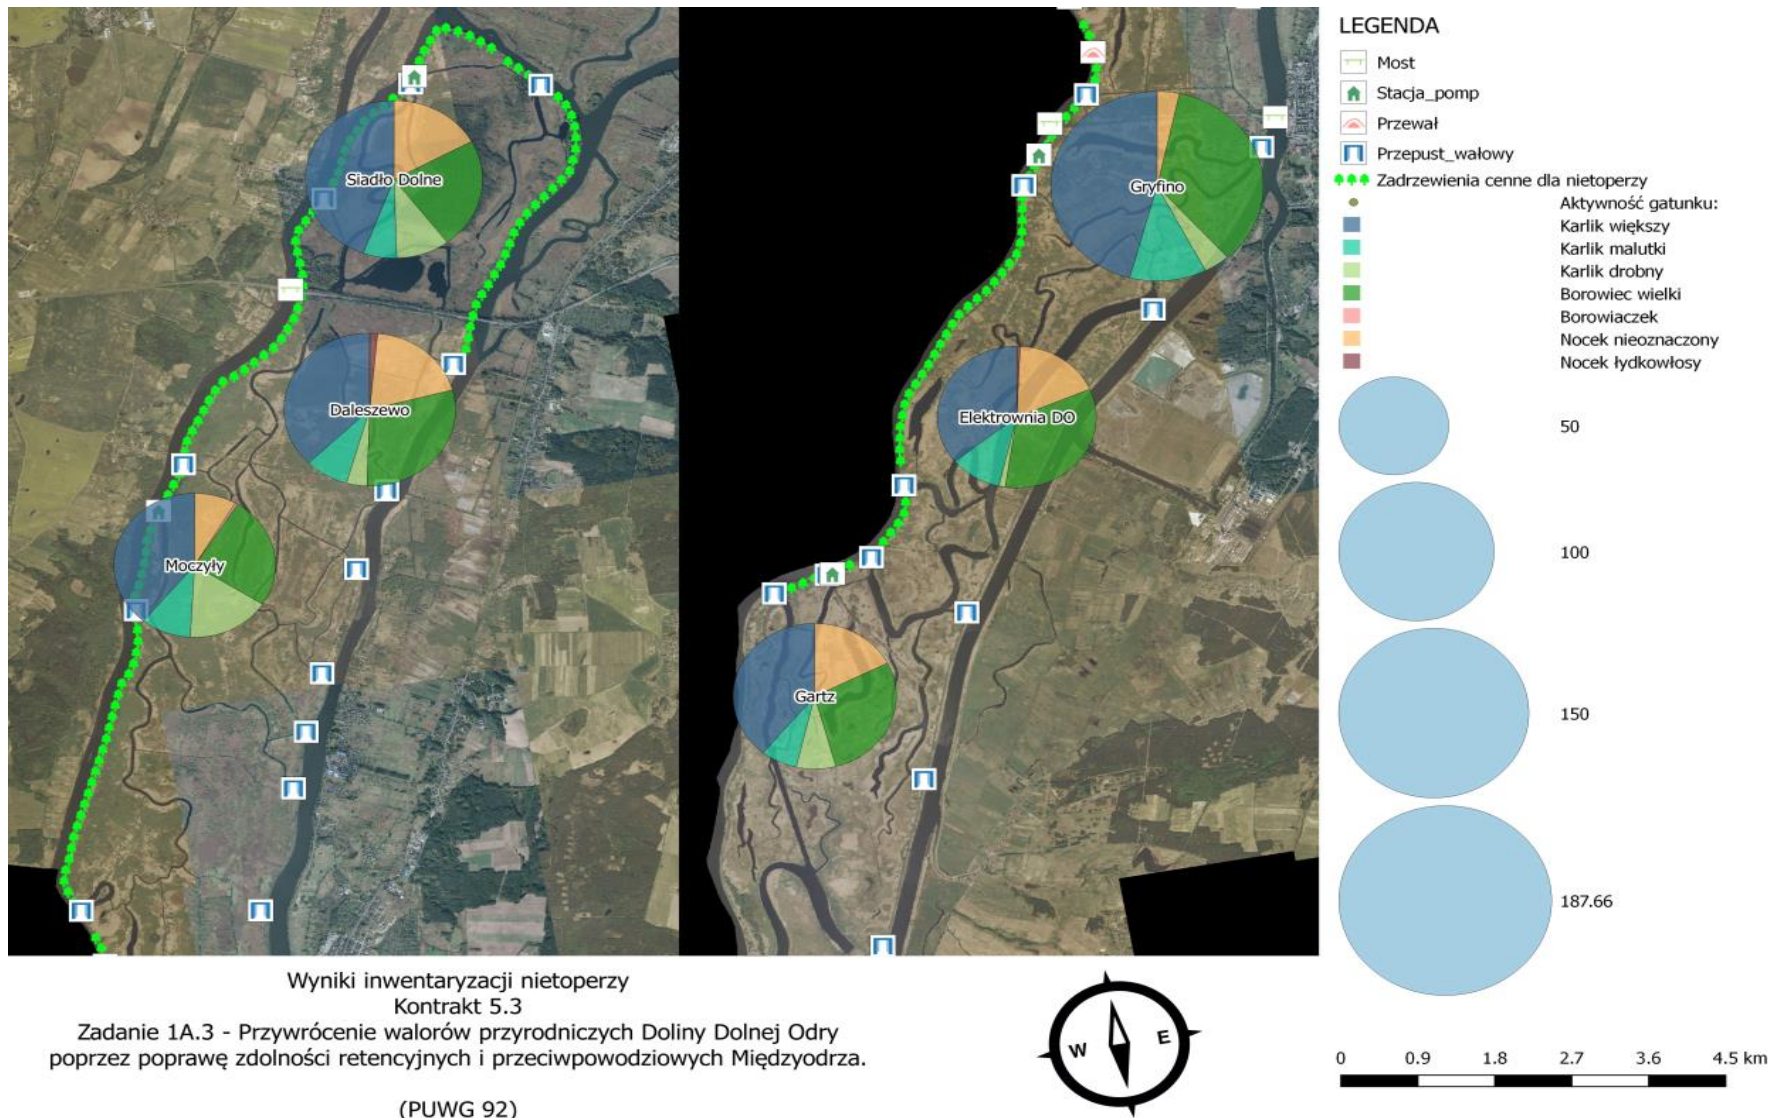 Siadło Dolne
Daleszewo
Moczyły
Gryfino
Elektrownia DO
Gartz
LEGENDA
Most
Stacja_pomp
Przewał
Przepust_wałowy
Zadrzewienia cenne dla nietoperzy
Aktywność gatunku:
Karlik większy
Karlik malutki
Karlik drobny
Borowiec wielki
Borowiaczek
Nocek nieoznaczony
Nocek łydkowłosy
50
100
150
187.66
Wyniki inwentaryzacji nietoperzy
Kontrakt 5.3
Zadanie 1A.3 - Przywrócenie walorów przyrodniczych Doliny Dolnej Odry
poprzez poprawę zdolności retencyjnych i przeciwpowodziowych Międzyodrza.
(PUWG 92)
W E
0 0.9 1.8 2.7 3.6 4.5 km